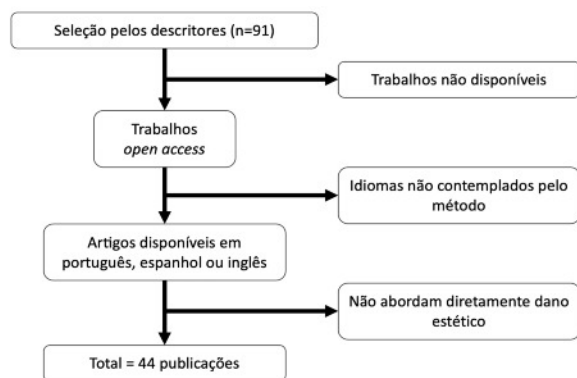 Seleção pelos descritores (n=91)
Trabalhos não disponíveis
Trabalhos
open access
Idiomas não contemplados pelo
método
Artigos disponíveis em
português, espanhol ou inglês
Não abordam diretamente dano
estético
Total = 44 publicações